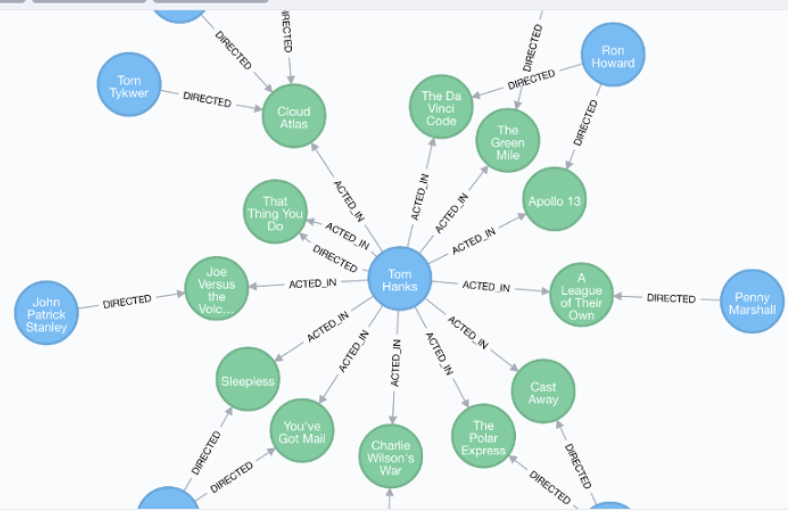 DIRECTED
DIRECTED
DIRECTED
Ron
Howard
Tom
Tykwer
DIRECTED
DIRECTED
The Da
Vinci
Code
Cloud
Atlas
DIRECTED
The
Green
Mile
ACTED_IN
ACTED_IN
ACTED_IN
Apollo 13
That
Thing You
Do
ACTED_IN
ACTED_IN
DIRECTED
Tom
Hanks
Joe
Versus
the
Volc...
ACTED_IN
ACTED_IN
A
League
of Their
Own
John
Patrick
Stanley
DIRECTED
DIRECTED
Penny
Marshall
ACTED_IN
ACTED_IN
ACTED_IN
ACTED_IN
ACTED_IN
Sleepless
Cast
Away
You've
Got Mail
Charlie
Wilson's
War
The
Polar
Express
DIRECTED
DIRECTED
DIRECTED
DIRECTED